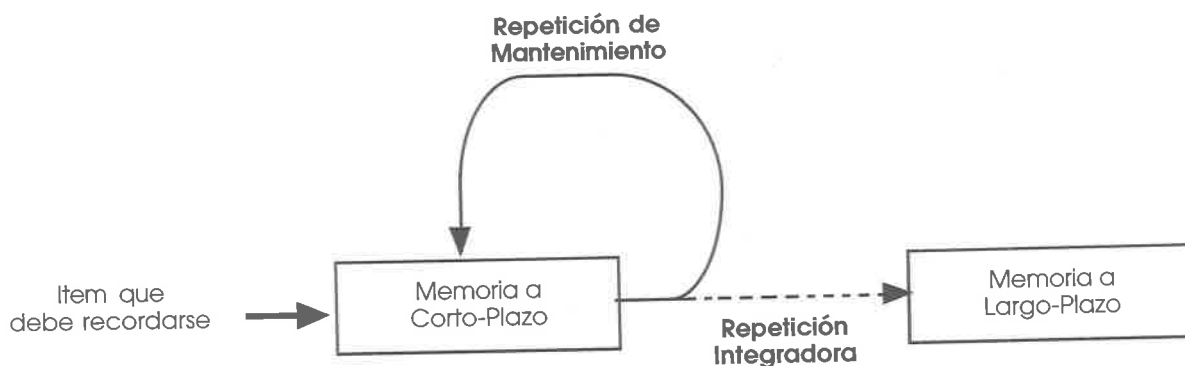 Repetición de
Mantenimiento
Item que
debe recordarse
Memoria a
Corto-Plazo
Repetición
Integradora
Memoria a
Largo-Plazo